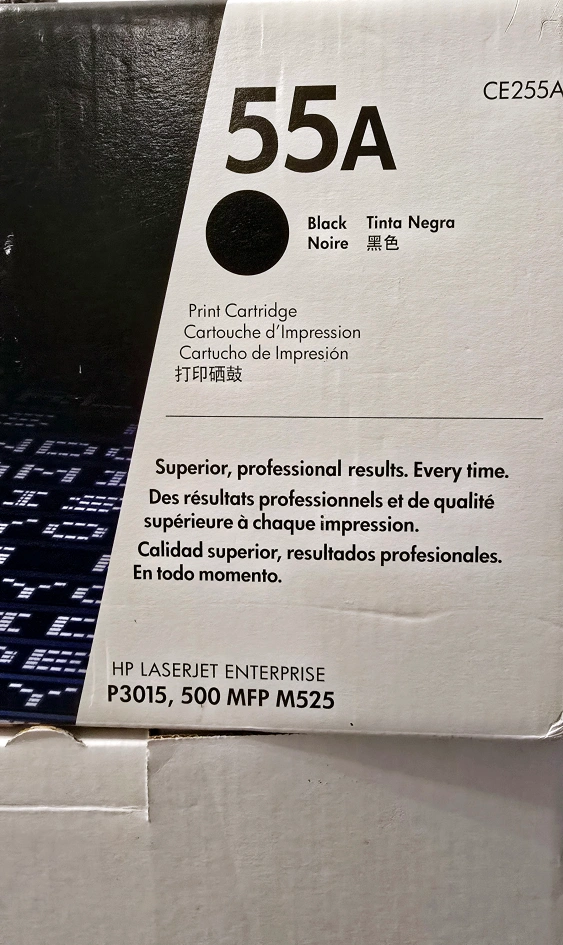 CE255A
55A
Black Tinta Negra
Noire 黑色
Print Cartridge
Cartouche d'Impression
Cartucho de Impresión
打印硒鼓
Superior, professional results. Every time.
Des résultats professionnels et de qualité
supérieure à chaque impression.
Calidad superior, resultados profesionales.
En todo momento.
HP LASERJET ENTERPRISE
P3015, 500 MFP M525